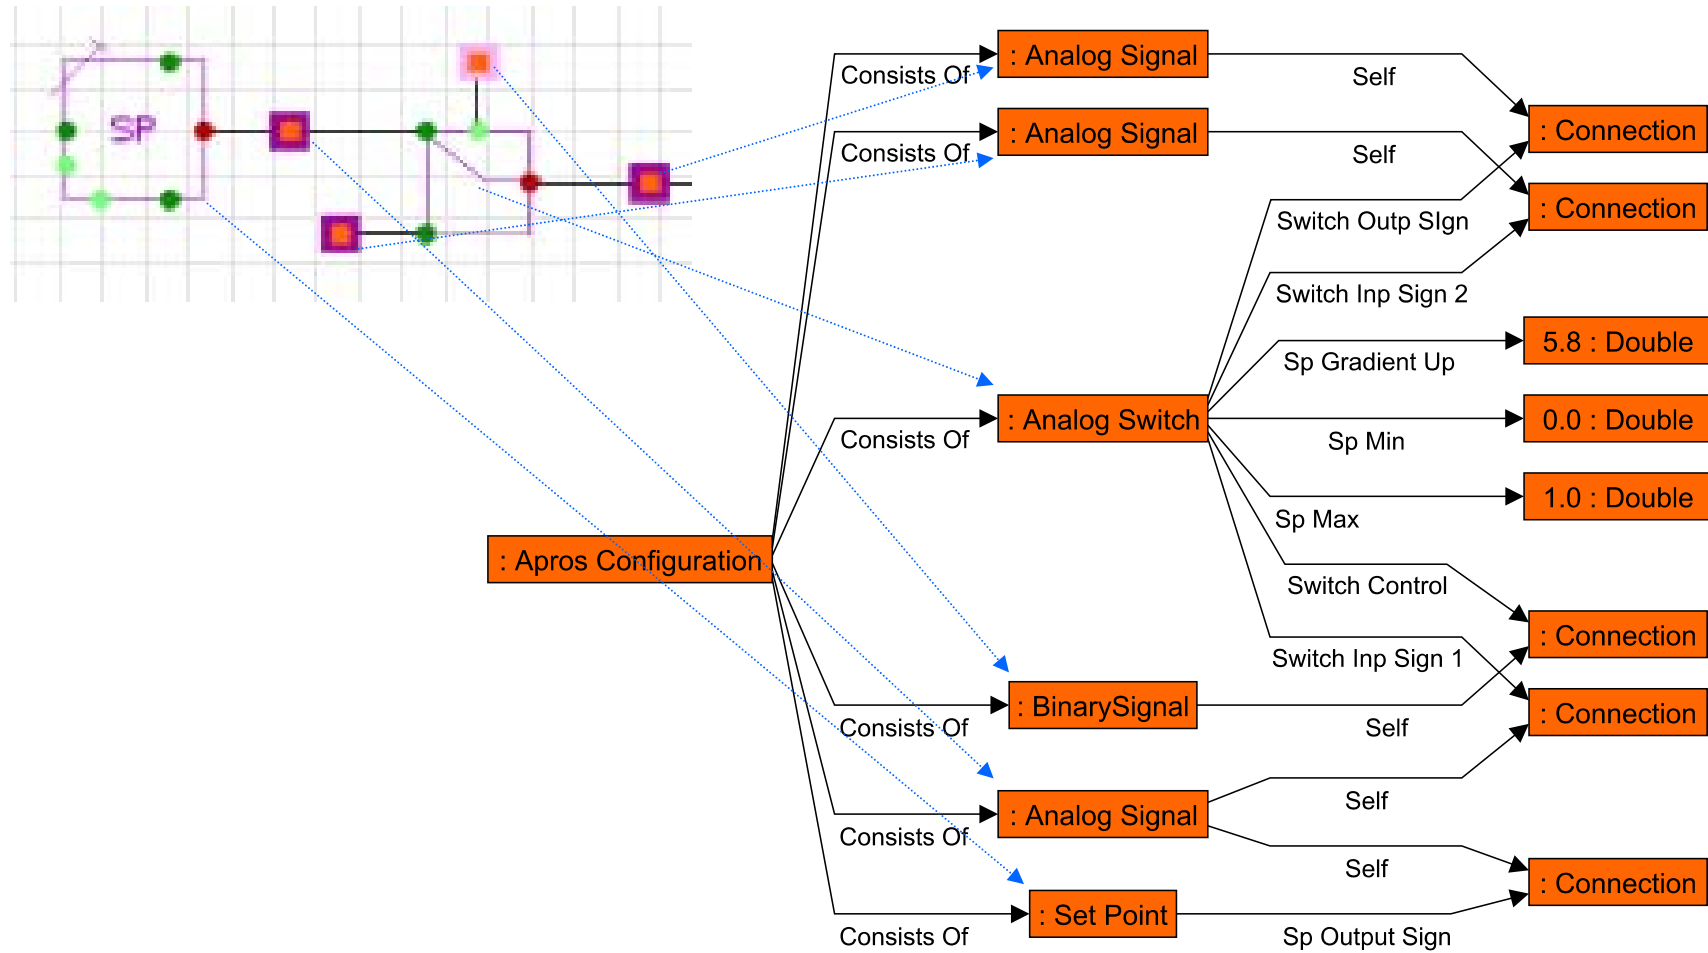 SP
: Analog Signal
Consists Of
Self
: Analog Signal
Consists Of
Self
: Connection
: Connection
Switch Outp SIgn
Switch Inp Sign 2
Sp Gradient Up
5.8 : Double
: Analog Switch
Consists Of
Sp Min
0.0 : Double
Sp Max
1.0 : Double
: Apros Configuration
Switch Control
: Connection
Switch Inp Sign 1
: BinarySignal
Consists Of
Self
: Connection
: Analog Signal
Consists Of
Self
Self
: Connection
: Set Point
Consists Of
Sp Output Sign